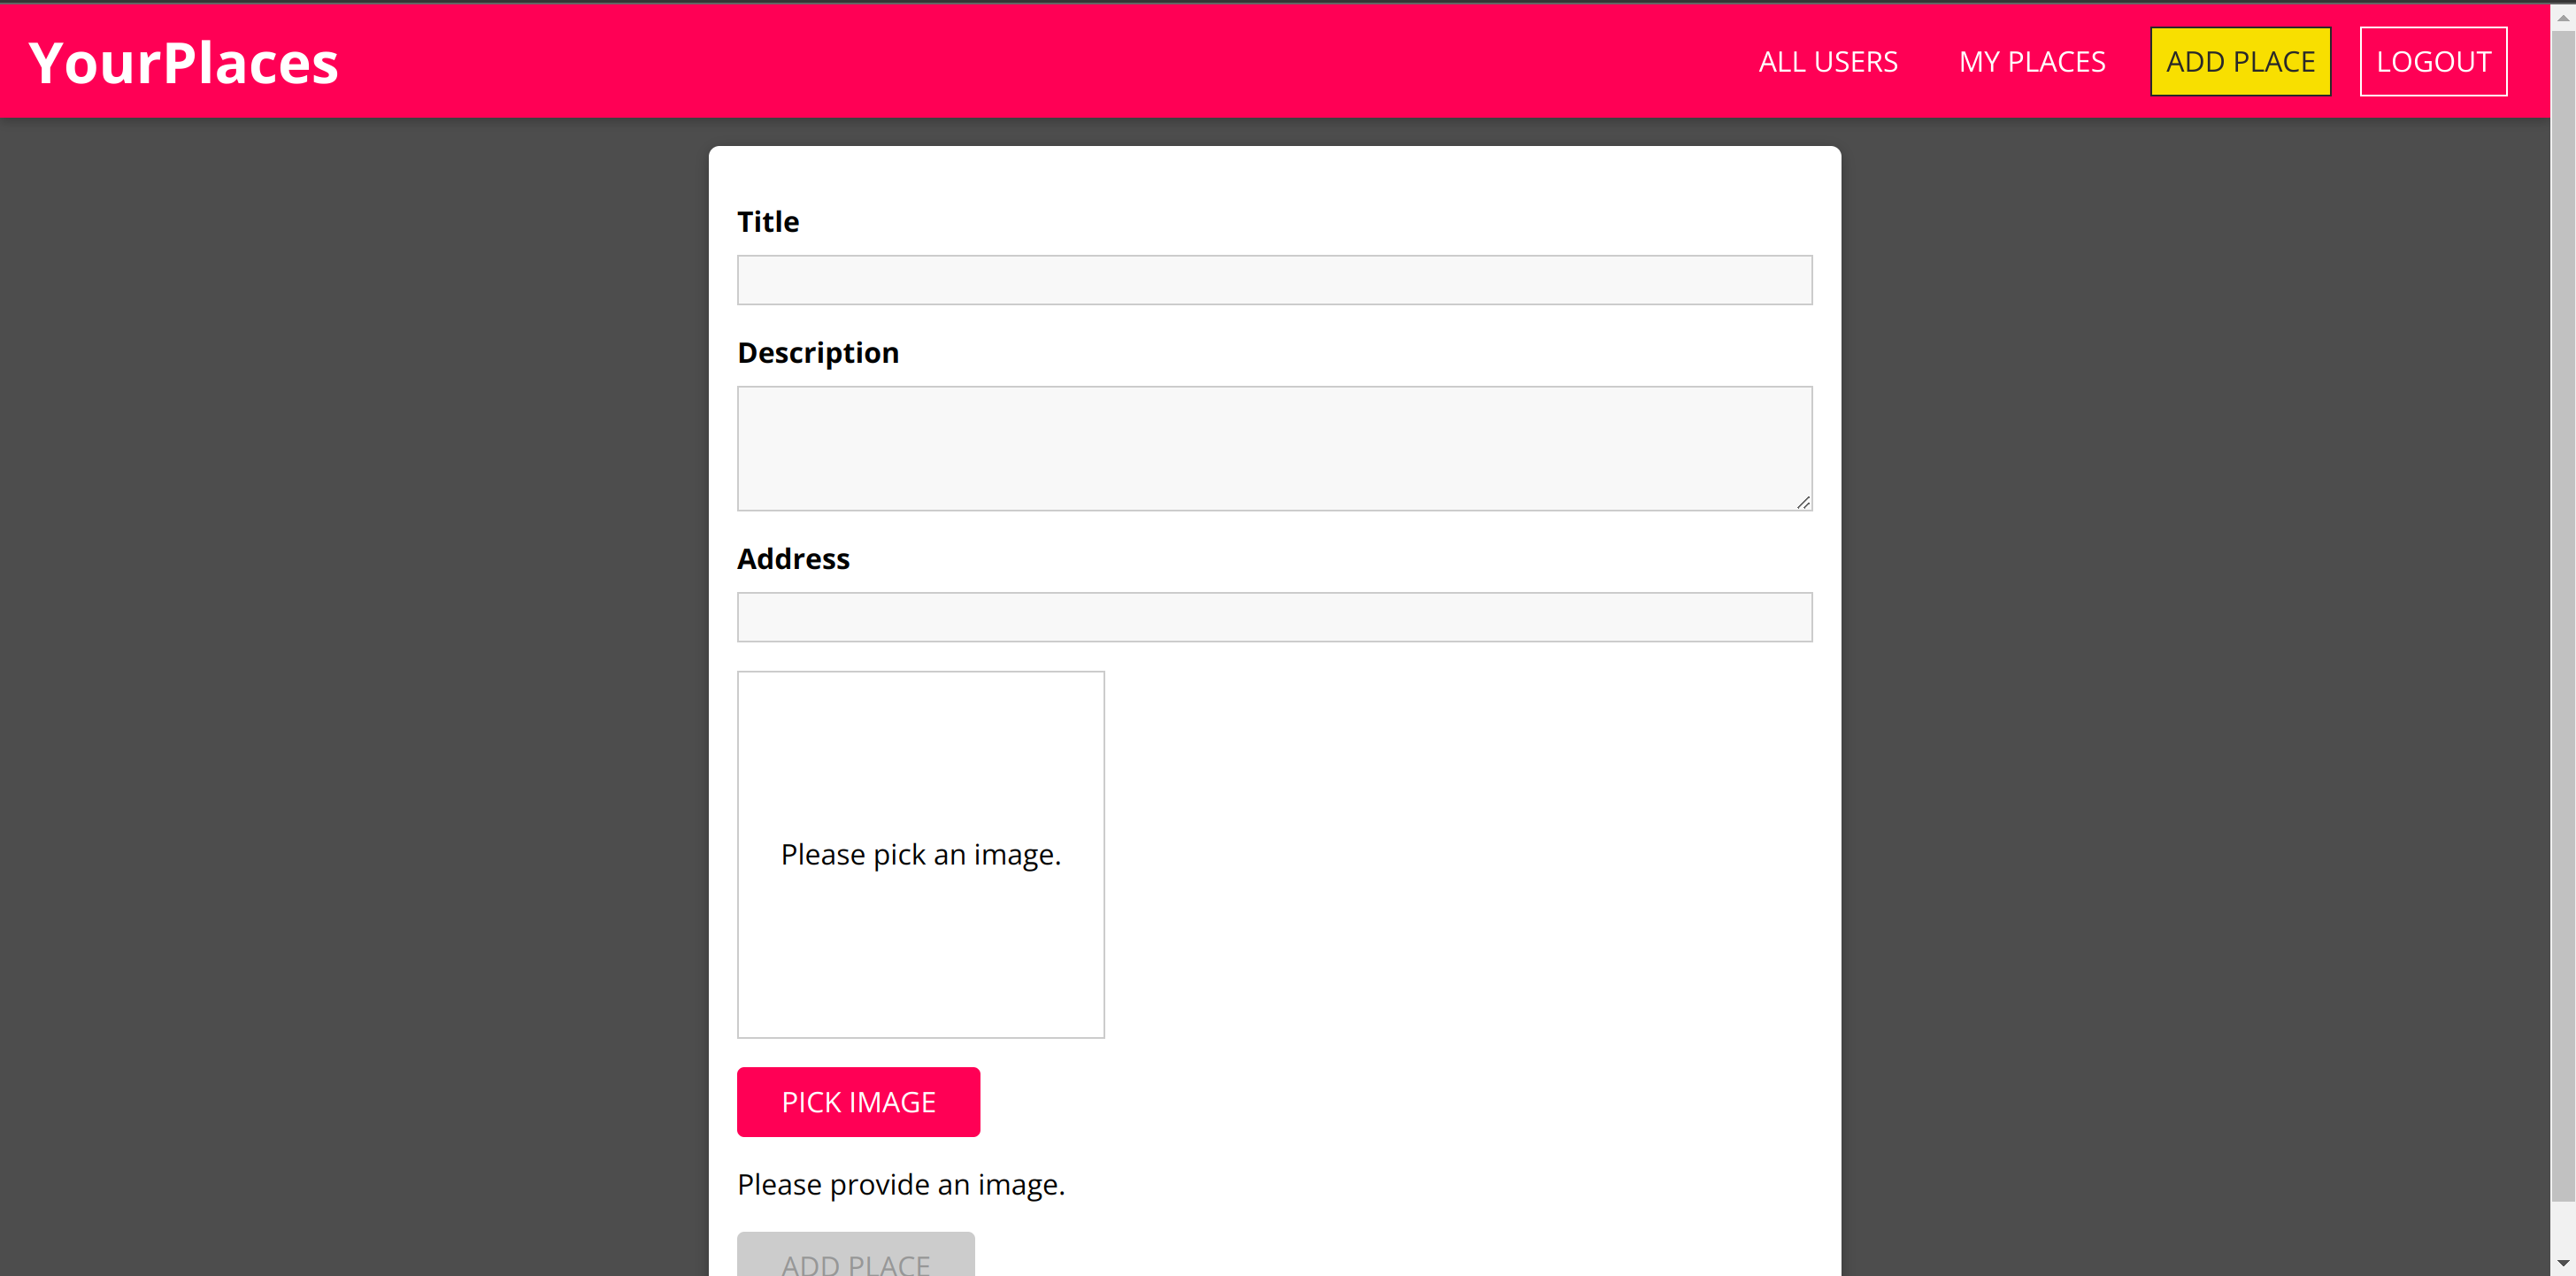 YourPlaces
ALL USERS MY PLACES ADD PLACE LOGOUT
Title
Description
Address
Please pick an image.
PICK IMAGE
Please provide an image.
ADD PLACE